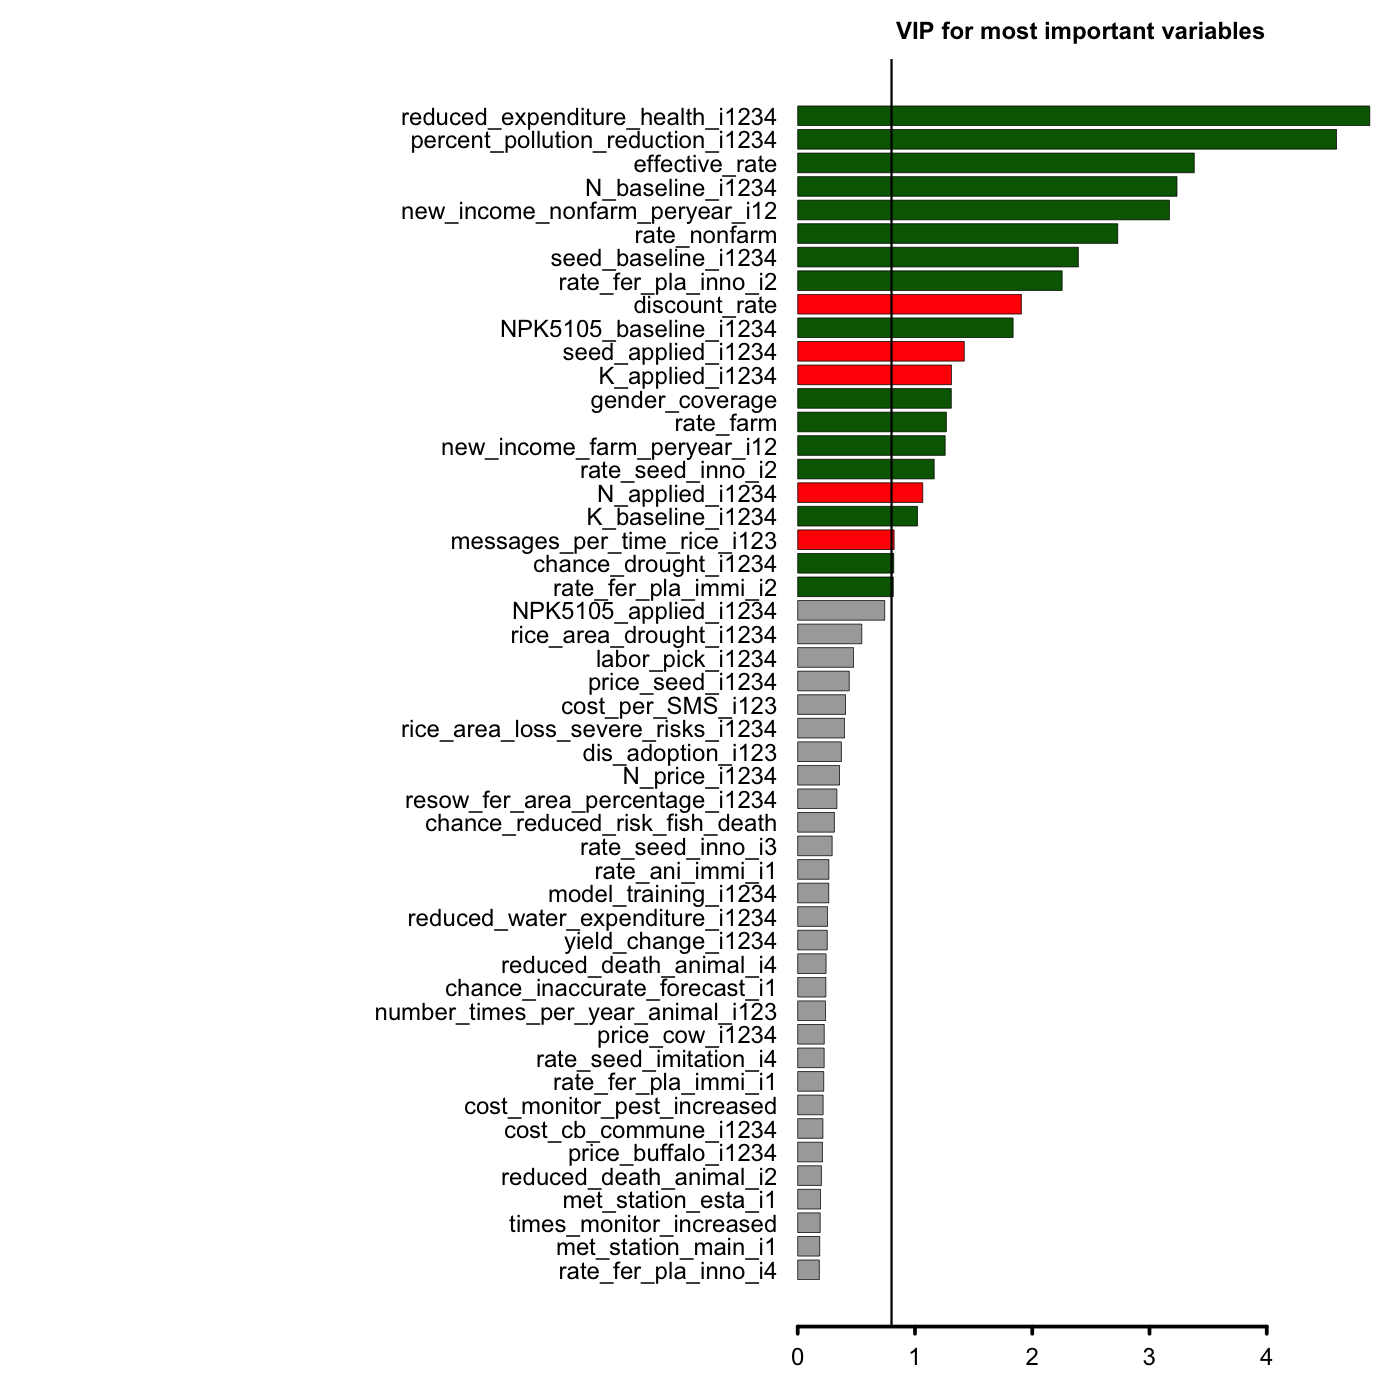 VIP for most important variables
reduced_expenditure_health_i1234
percent_pollution_reduction_i1234
effective_rate
N_baseline_i1234
new_income_nonfarm_peryear_i12
rate_nonfarm
seed_baseline_i1234
rate_fer_pla_inno_i2
discount_rate
NPK5105_baseline_i1234
seed_applied_i1234
K_applied_i1234
gender_coverage
rate_farm
new_income_farm_peryear_i12
rate_seed_inno_i2
N_applied_i1234
K_baseline_i1234
messages_per_time_rice_i123
chance_drought_i1234
rate_fer_pla_immi_i2
NPK5105_applied_i1234
rice_area_drought_i1234
labor_pick_i1234
price_seed_i1234
cost_per_SMS_i123
rice_area_loss_severe_risks_i1234
dis_adoption_i123
N_price_i1234
resow_fer_area_percentage_i1234
chance_reduced_risk_fish_death
rate_seed_inno_i3
rate_ani_immi_i1
model_training_i1234
reduced_water_expenditure_i1234
yield_change_i1234
reduced_death_animal_i4
chance_inaccurate_forecast_i1
number_times_per_year_animal_i123
price_cow_i1234
rate_seed_imitation_i4
rate_fer_pla_immi_i1
cost_monitor_pest_increased
cost_cb_commune_i1234
price_buffalo_i1234
reduced_death_animal_i2
met_station_esta_i1
times_monitor_increased
met_station_main_i1
rate_fer_pla_inno_i4
0 1 2 3 4